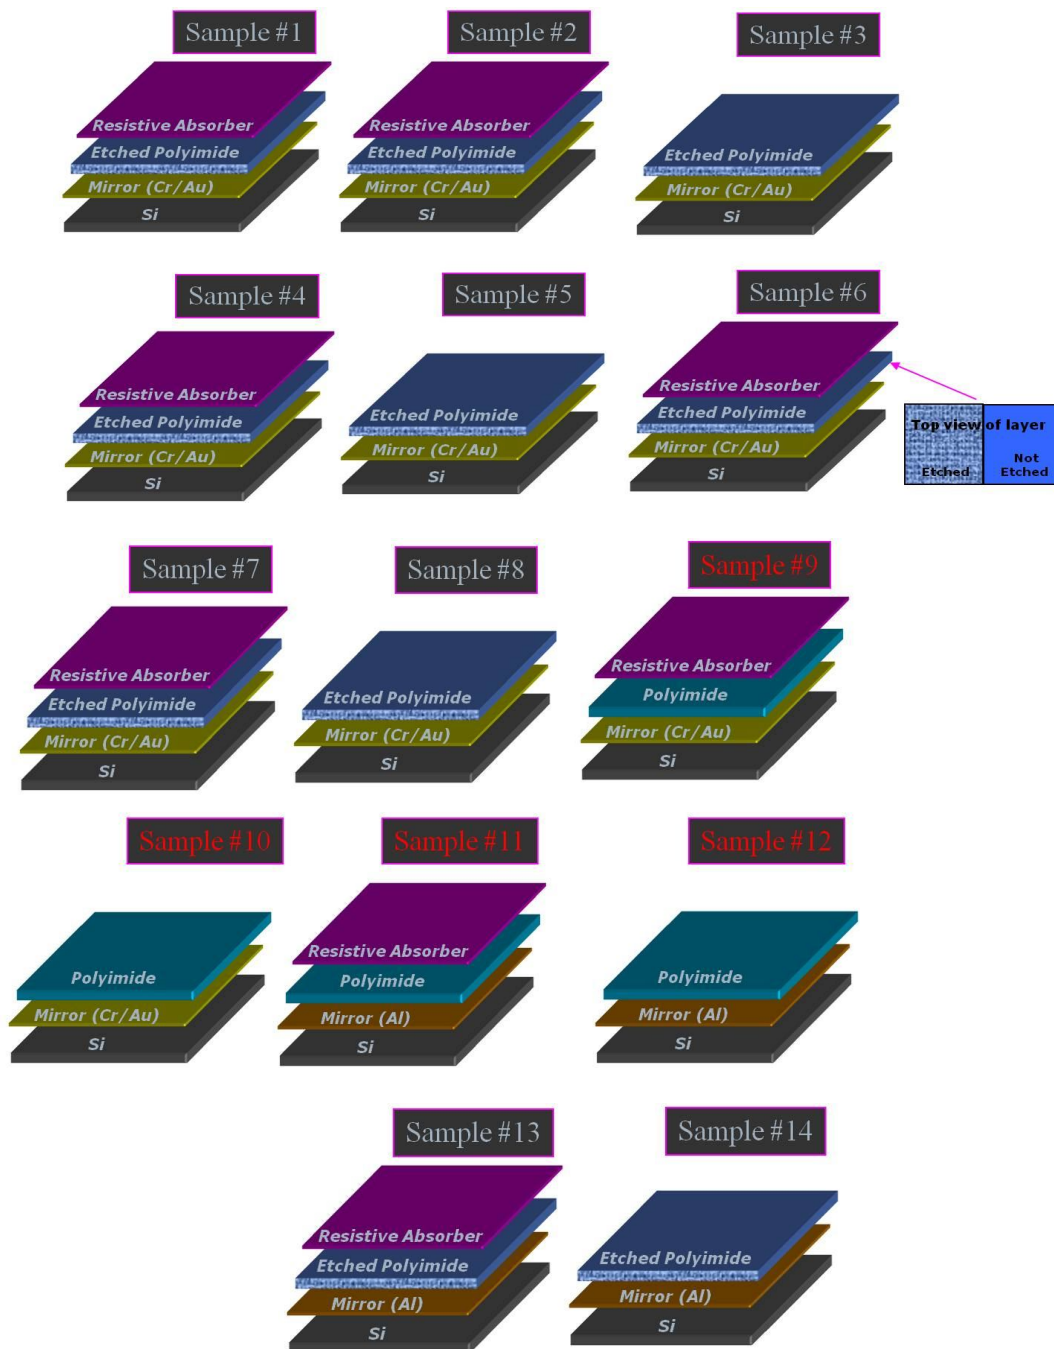 Sample #1
Sample #2
Sample #3
Resistive Absorber
Etched Polyimide
Mirror (Cr/Au)
Si
Resistive Absorber
Etched Polyimide
Mirror (Cr/Au)
Si
Etched Polyimide
Mirror (Cr/Au)
Si
Sample #4
Sample #5
Sample #6
Resistive Absorber
Etched Polyimide
Mirror (Cr/Au)
Si
Etched Polyimide
Mirror (Cr/Au)
Si
Resistive Absorber
Etched Polyimide
Mirror (Cr/Au)
Si
Top view of layer
Etched
Not
Etched
Sample #7
Sample #8
Sample #9
Resistive Absorber
Etched Polyimide
Mirror (Cr/Au)
Si
Etched Polyimide
Mirror (Cr/Au)
Si
Resistive Absorber
Polyimide
Mirror (Cr/Au)
Si
Sample #10
Sample #11
Sample #12
Polyimide
Mirror (Cr/Au)
Si
Resistive Absorber
Polyimide
Mirror (Al)
Si
Polyimide
Mirror (Al)
Si
Sample #13
Sample #14
Resistive Absorber
Etched Polyimide
Mirror (Al)
Si
Etched Polyimide
Mirror (Al)
Si